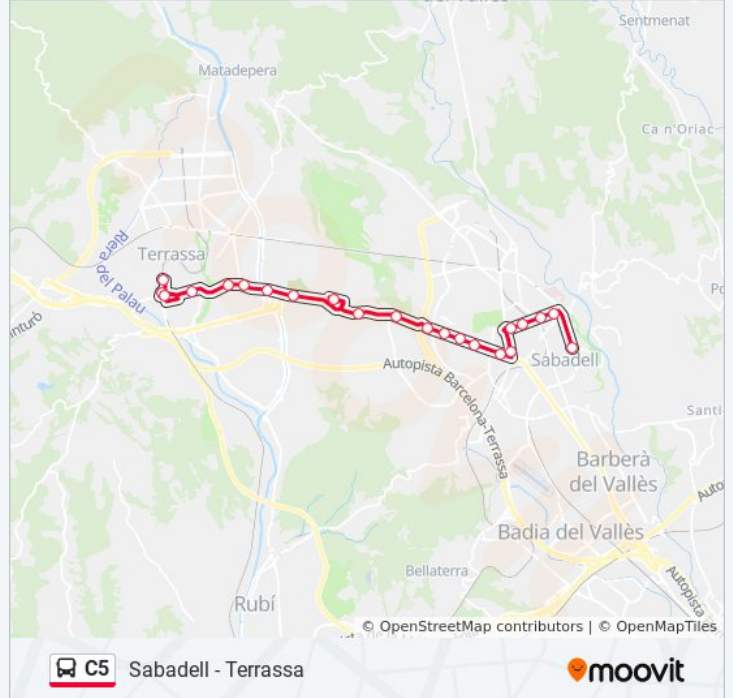 Sentmenat
Matadepera
Ca n'Oriac
Riera del Palau
Terrassa
Sabadell
Autopista Barcelona-Terrassa
Santi
Barberà
del Vallès
Auto
Badia del Vallès
Bellaterra
Autopista
Rubí
© OpenStreetMap contributors | © OpenMapTiles
C5 Sabadell - Terrassa
moovit